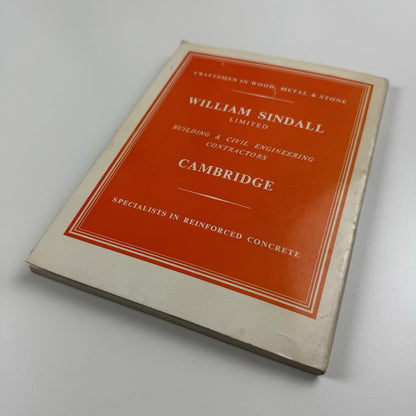 CRAFTSMEN IN WOOD, METAL & STONE
WILLIAM SINDALL
LIMITED
BUILDING & CIVIL ENGINEERING
CONTRACTORS
CAMBRIDGE
SPECIALISTS IN REINFORCED CONCRETE